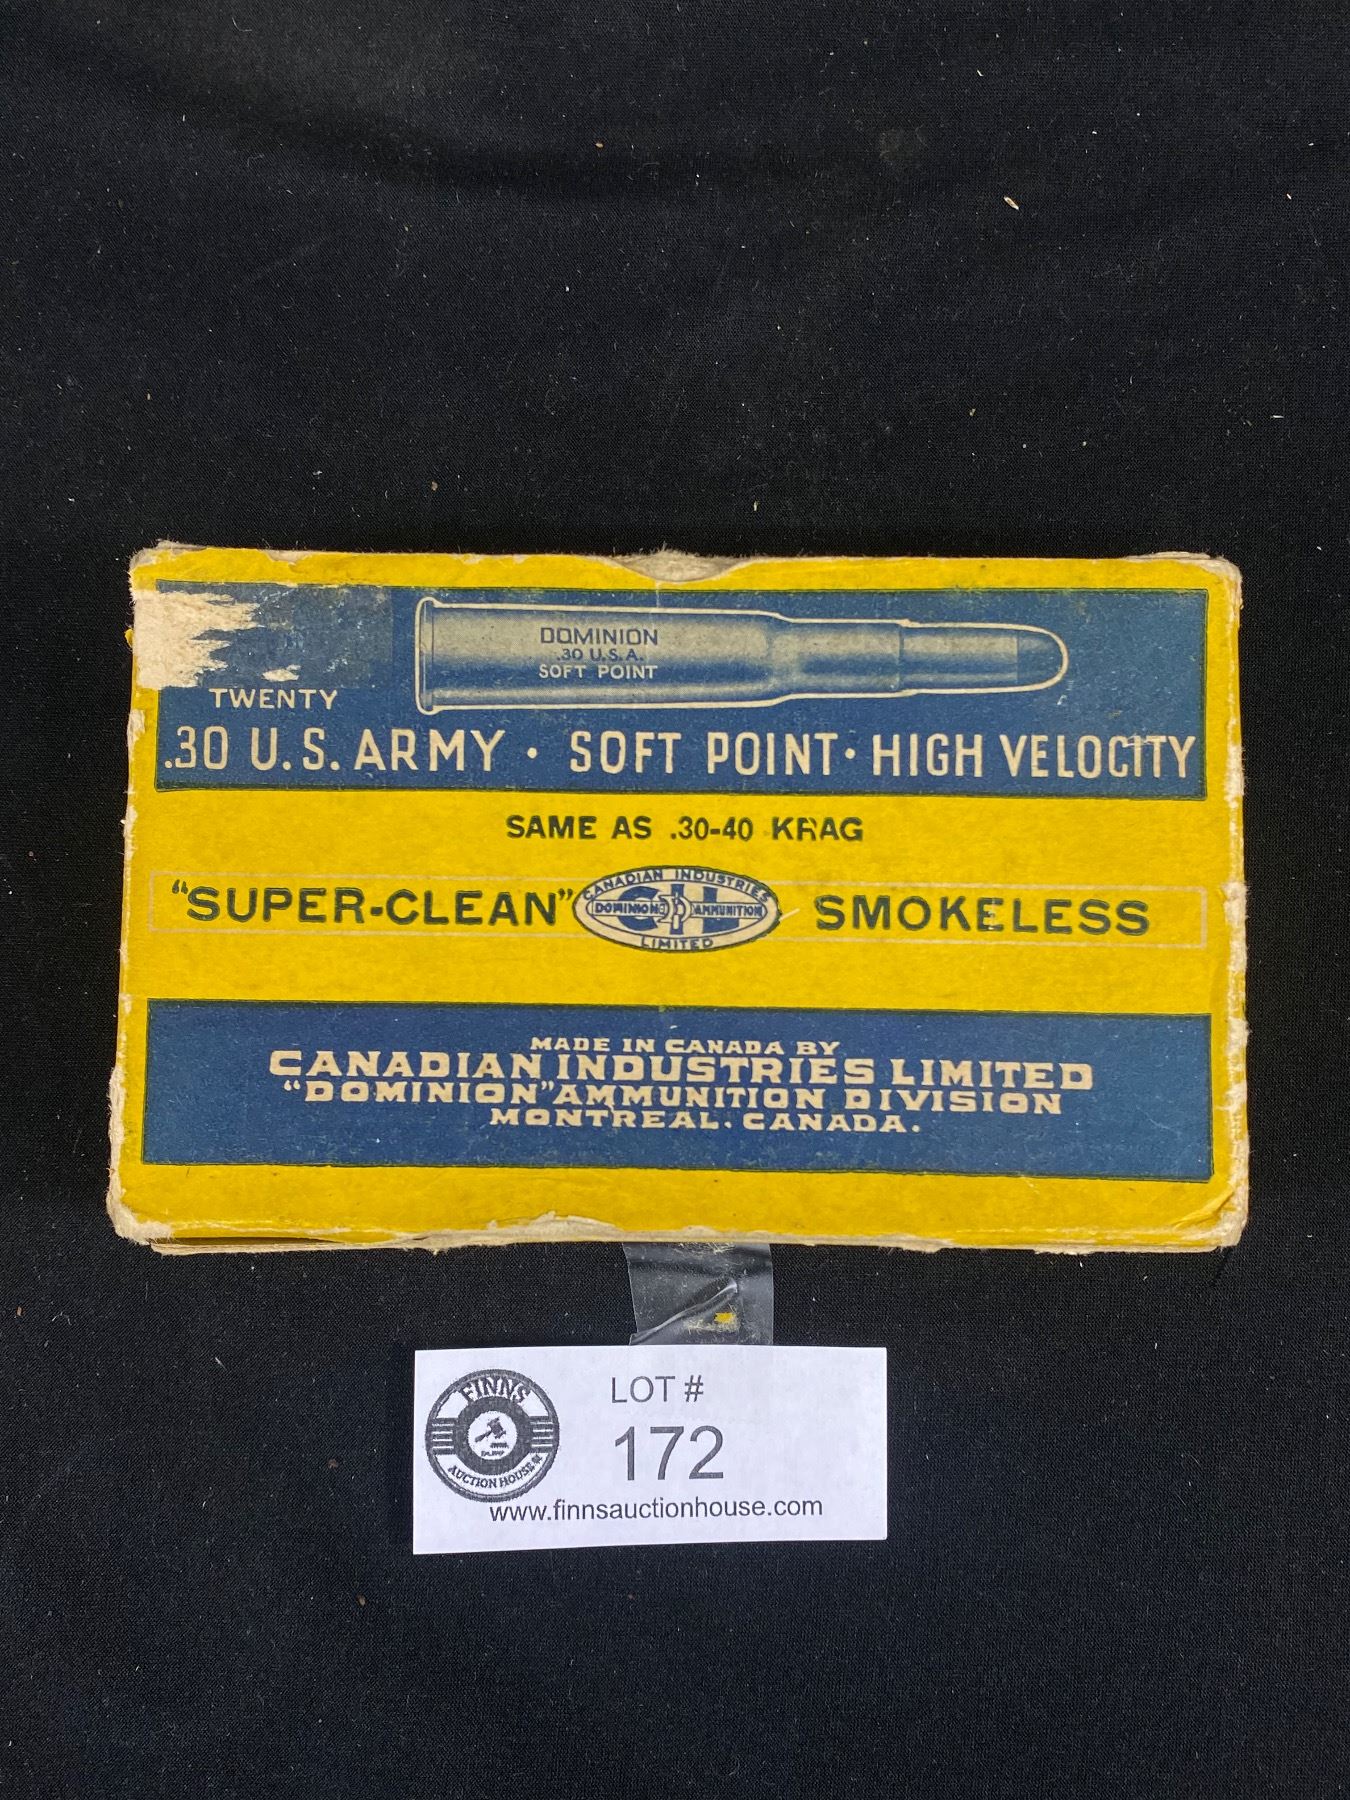 DOMINION
.30 U.S.A.
SOFT POINT
TWENTY
.30 U.S. ARMY · SOFT POINT · HIGH VELOCITY
SAME AS .30-40 KRAG
"SUPER-CLEAN" SMOKELESS
CANADIAN INDUSTRIES
CIL
DOMINION AMMUNITION
LIMITED
MADE IN CANADA BY
CANADIAN INDUSTRIES LIMITED
"DOMINION" AMMUNITION DIVISION
MONTREAL. CANADA.
FINNS
AUCTION HOUSE
LOT #
172
www.finnsauctionhouse.com